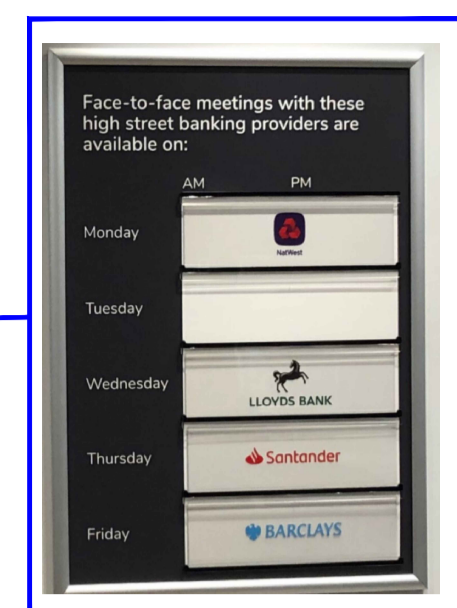 Face-to-face meetings with these
high street banking providers are
available on:
AM PM
Monday NatWest
Tuesday
Wednesday LLOYDS BANK
Thursday Santander
Friday BARCLAYS